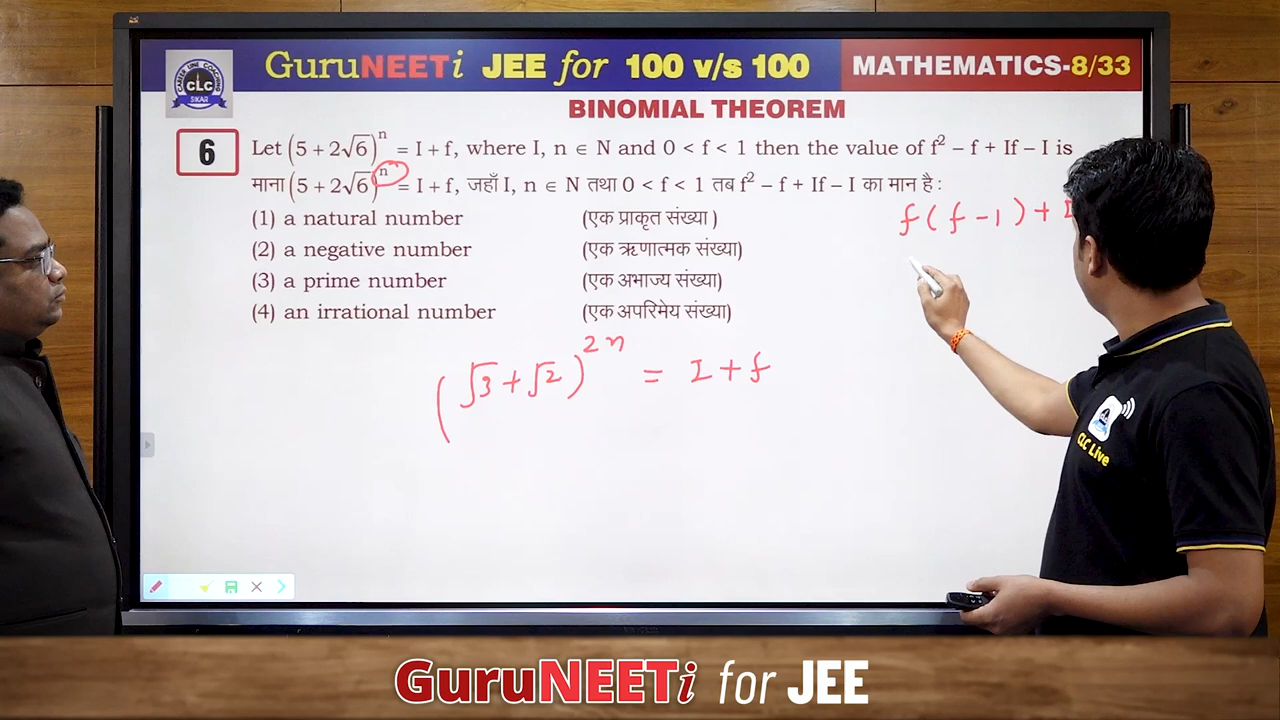 GuruNEETi JEE for 100 v/s 100 MATHEMATICS-8/33
CAREER LINE COACHING CLC SIKAR
BINOMIAL THEOREM
6
Let (5 + 2√6)ⁿ = I + f, where I, n ∈ N and 0 < f < 1 then the value of f² – f + If – I is
माना (5 + 2√6)ⁿ = I + f, जहाँ I, n ∈ N तथा 0 < f < 1 तब f² – f + If – I का मान है :
(1) a natural number (एक प्राकृत संख्या )
(2) a negative number (एक ऋणात्मक संख्या)
(3) a prime number (एक अभाज्य संख्या)
(4) an irrational number (एक अपरिमेय संख्या)
f(f-1)+
(√3+√2)²ⁿ = I+f
CLC Live
GuruNEETi for JEE